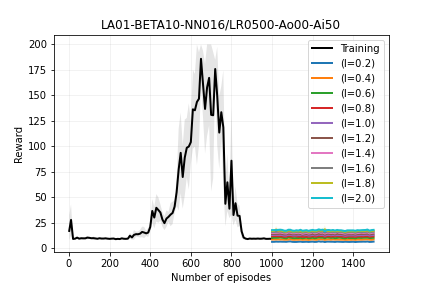 LA01-BETA10-NN016/LR0500-Ao00-Ai50
Reward
200
175
150
125
100
75
50
25
0
0
200
400
600
800
1000
1200
1400
Number of episodes
Training
(l=0.2)
(l=0.4)
(l=0.6)
(l=0.8)
(l=1.0)
(l=1.2)
(l=1.4)
(l=1.6)
(l=1.8)
(l=2.0)